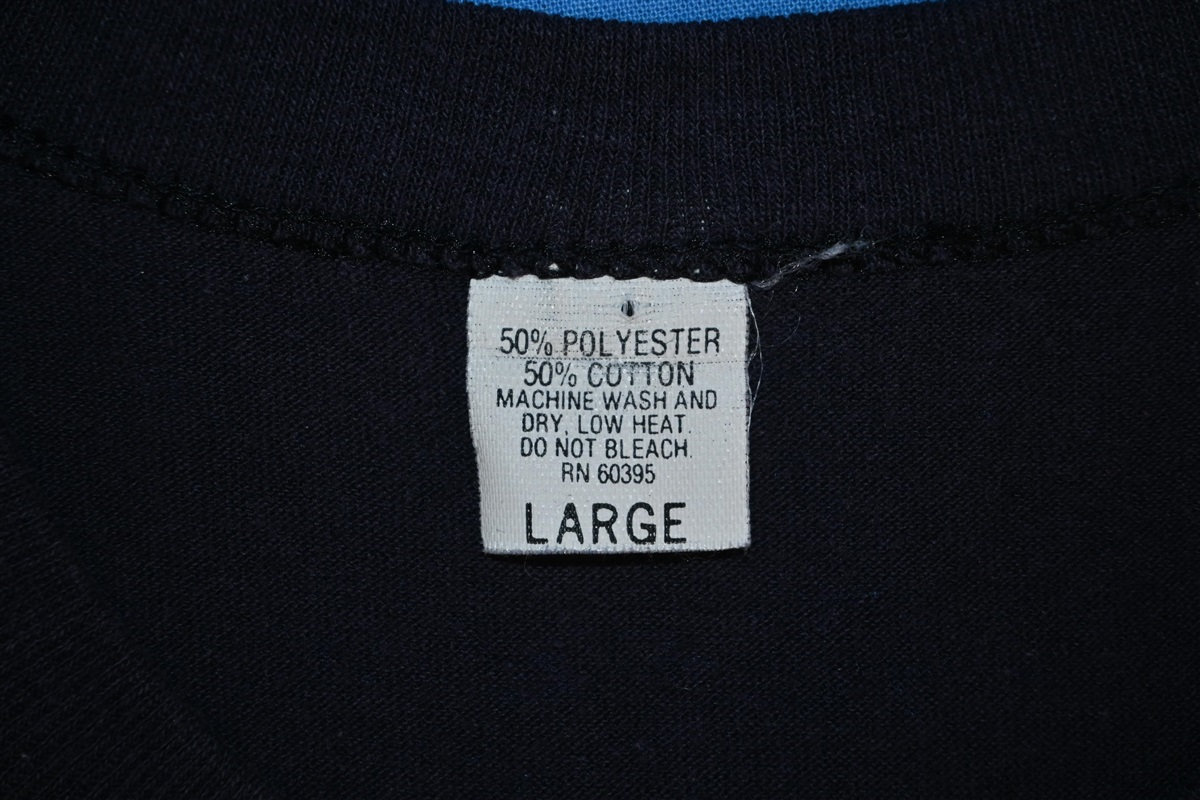 50% POLYESTER
50% COTTON
MACHINE WASH AND
DRY, LOW HEAT.
DO NOT BLEACH.
RN 60395
LARGE